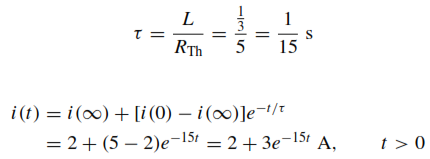 τ = L/R_Th = (1/3)/5 = 1/15 s
i(t) = i(∞) + [i(0) − i(∞)]e^{−t/τ}
= 2 + (5 − 2)e^{−15t} = 2 + 3e^{−15t} A, t > 0